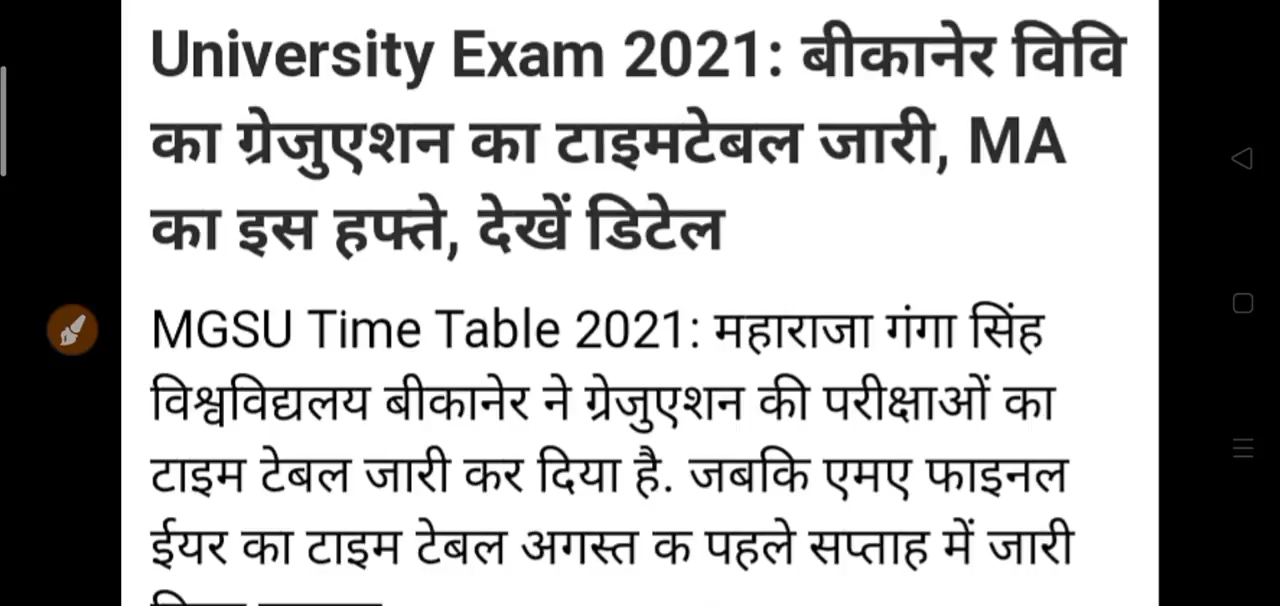 University Exam 2021: बीकानेर विवि
का ग्रेजुएशन का टाइमटेबल जारी, MA
का इस हफ्ते, देखें डिटेल
MGSU Time Table 2021: महाराजा गंगा सिंह
विश्वविद्यलय बीकानेर ने ग्रेजुएशन की परीक्षाओं का
टाइम टेबल जारी कर दिया है. जबकि एमए फाइनल
ईयर का टाइम टेबल अगस्त क पहले सप्ताह में जारी